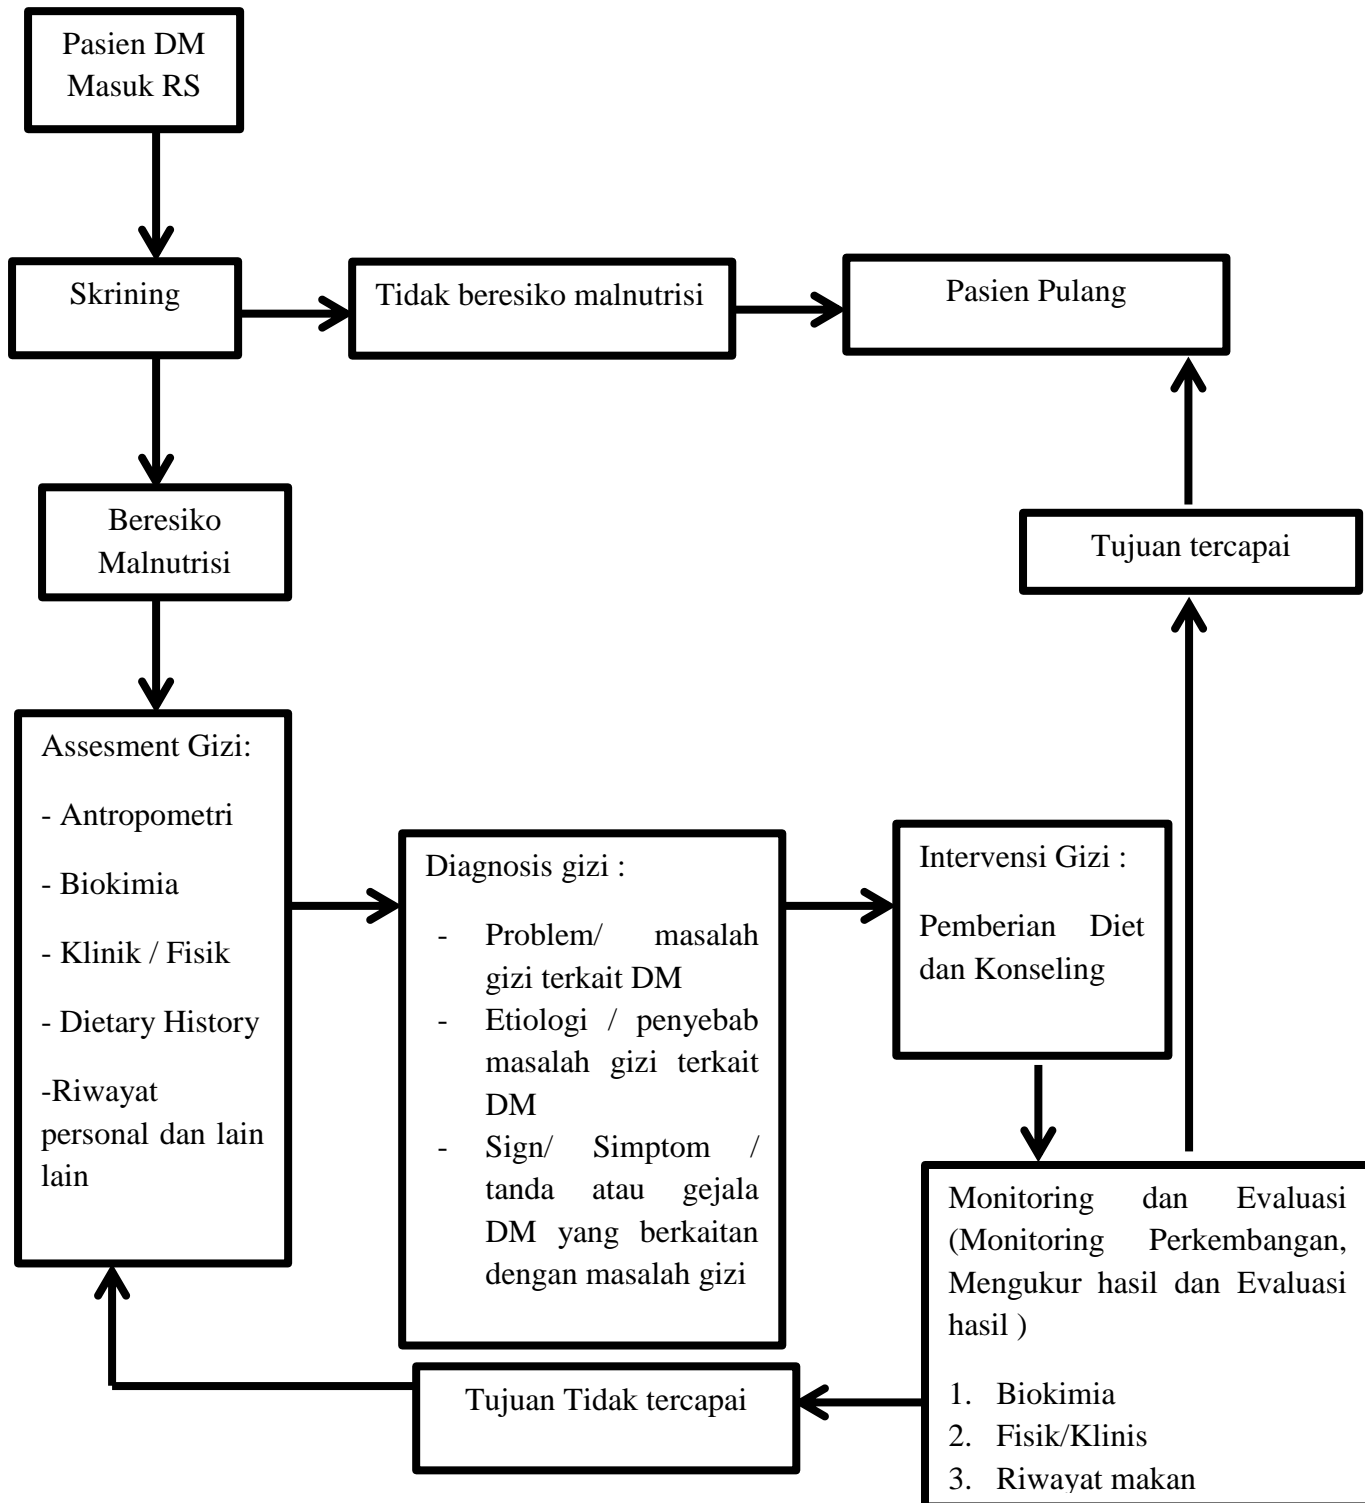 Pasien DM
Masuk RS
Skrining
Tidak beresiko malnutrisi
Pasien Pulang
Beresiko
Malnutrisi
Tujuan tercapai
Assesment Gizi:
- Antropometri
- Biokimia
- Klinik / Fisik
- Dietary History
-Riwayat
personal dan lain
lain
Diagnosis gizi :
- Problem/ masalah
gizi terkait DM
- Etiologi / penyebab
masalah gizi terkait
DM
- Sign/ Simptom /
tanda atau gejala
DM yang berkaitan
dengan masalah gizi
Intervensi Gizi :
Pemberian Diet
dan Konseling
Monitoring dan Evaluasi
(Monitoring Perkembangan,
Mengukur hasil dan Evaluasi
hasil )
1. Biokimia
2. Fisik/Klinis
3. Riwayat makan
Tujuan Tidak tercapai